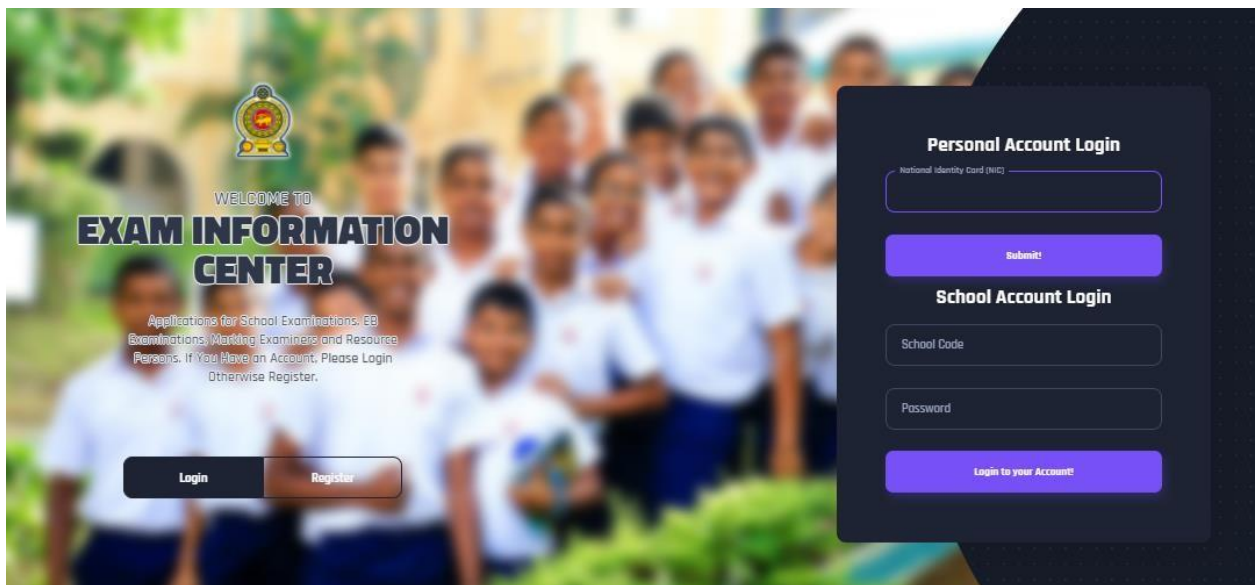 WELCOME TO
EXAM INFORMATION
CENTER
Applications for School Examinations. EB
Examinations, Marking Examiners and Resource
Persons. If You Have an Account. Please Login
Otherwise Register.
Login
Register
Personal Account Login
National Identity Card (NIC)
Submit!
School Account Login
School Code
Password
Login to your Account!